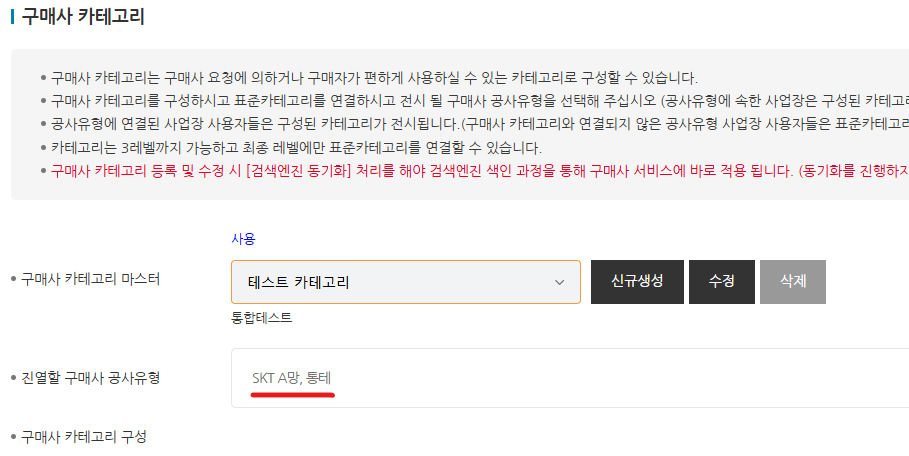 구매사 카테고리
구매사 카테고리는 구매사 요청에 의하거나 구매자가 편하게 사용하실 수 있는 카테고리로 구성할 수 있습니다.
구매사 카테고리를 구성하시고 표준카테고리를 연결하시고 전시 될 구매사 공사유형을 선택해 주십시오 (공사유형에 속한 사업장은 구성된 카테고리
공사유형에 연결된 사업장 사용자들은 구성된 카테고리가 전시됩니다.(구매사 카테고리와 연결되지 않은 공사유형 사업장 사용자들은 표준카테고리
카테고리는 3레벨까지 가능하고 최종 레벨에만 표준카테고리를 연결할 수 있습니다.
구매사 카테고리 등록 및 수정 시 [검색엔진 동기화] 처리를 해야 검색엔진 색인 과정을 통해 구매사 서비스에 바로 적용 됩니다. (동기화를 진행하지
사용
구매사 카테고리 마스터 테스트 카테고리 신규생성 수정 삭제
통합테스트
진열할 구매사 공사유형 SKT A망, 통테
구매사 카테고리 구성